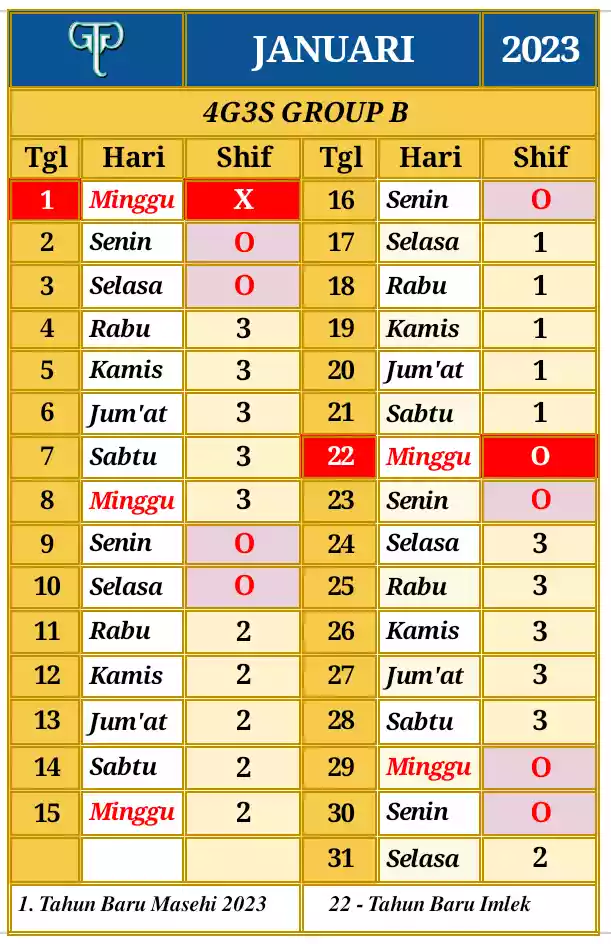 JANUARI 2023
4G3S GROUP B
Tgl Hari Shif Tgl Hari Shif
1 Minggu X 16 Senin O
2 Senin O 17 Selasa 1
3 Selasa O 18 Rabu 1
4 Rabu 3 19 Kamis 1
5 Kamis 3 20 Jum'at 1
6 Jum'at 3 21 Sabtu 1
7 Sabtu 3 22 Minggu O
8 Minggu 3 23 Senin O
9 Senin O 24 Selasa 3
10 Selasa O 25 Rabu 3
11 Rabu 2 26 Kamis 3
12 Kamis 2 27 Jum'at 3
13 Jum'at 2 28 Sabtu 3
14 Sabtu 2 29 Minggu O
15 Minggu 2 30 Senin O
31 Selasa 2
1. Tahun Baru Masehi 2023 22 - Tahun Baru Imlek